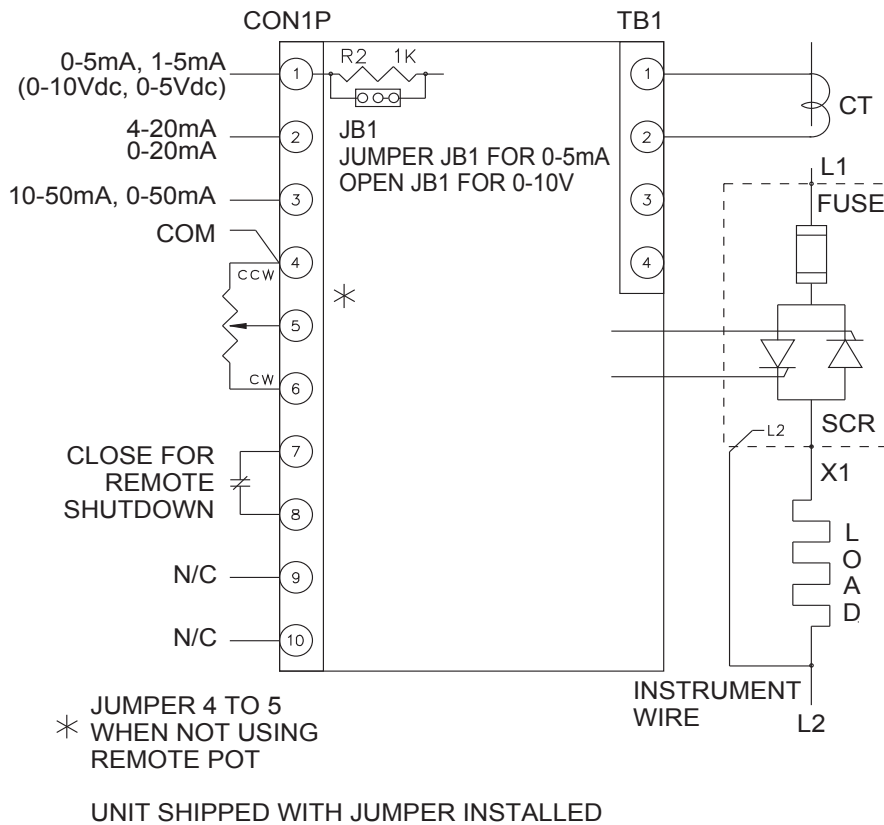 CON1P
TB1
0-5mA, 1-5mA
(0-10Vdc, 0-5Vdc)
1
R2 1K
JB1
JUMPER JB1 FOR 0-5mA
OPEN JB1 FOR 0-10V
4-20mA
0-20mA
2
10-50mA, 0-50mA
3
COM
4
CCW
5
CW
6
CLOSE FOR
REMOTE
SHUTDOWN
7
8
N/C
9
N/C
10
1
2
3
4
CT
L1
FUSE
SCR
L2
X1
L
O
A
D
INSTRUMENT
WIRE
L2
JUMPER 4 TO 5
* WHEN NOT USING
REMOTE POT
UNIT SHIPPED WITH JUMPER INSTALLED
*